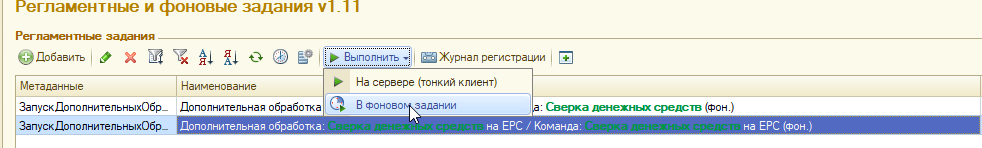 Регламентные и фоновые задания v1.11
Регламентные задания
Добавить Выполнить Журнал регистрации
На сервере (тонкий клиент)
В фоновом задании
Метаданные Наименование
ЗапускДополнительныхОбр... Дополнительная обработка да: Сверка денежных средств (фон.)
ЗапускДополнительныхОбр... Дополнительная обработка: Сверка денежных средств на ЕРС / Команда: Сверка денежных средств на ЕРС (фон.)